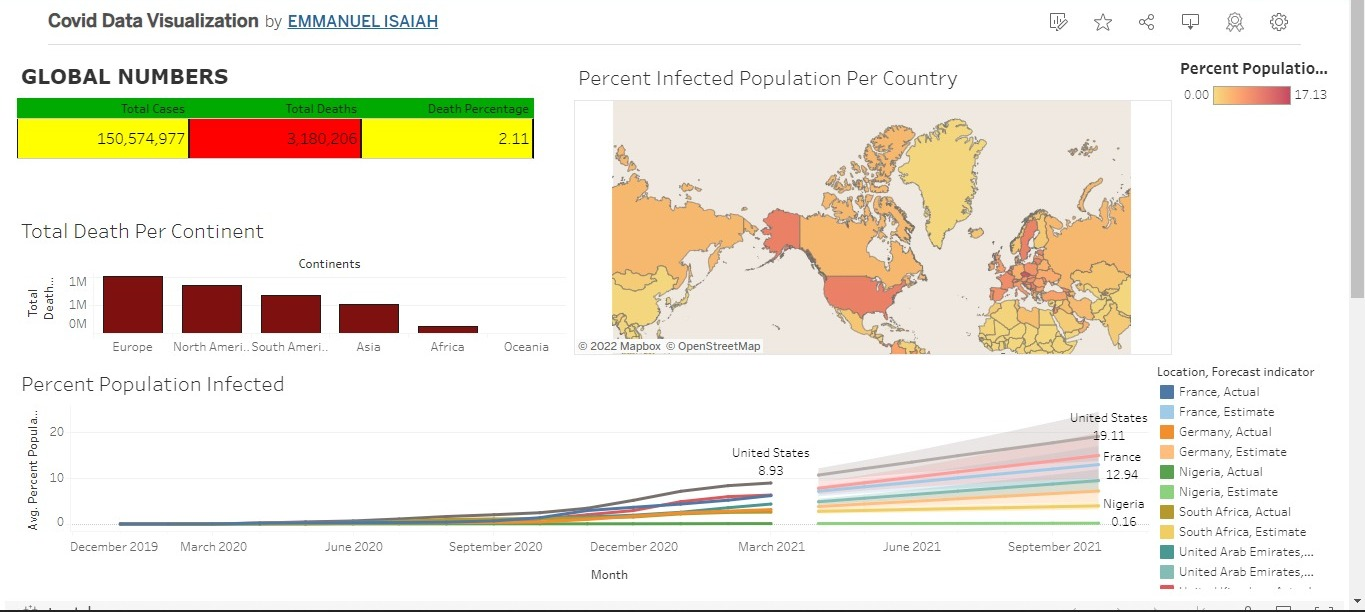 Covid Data Visualization by EMMANUEL ISAIAH
GLOBAL NUMBERS
Total Cases Total Deaths Death Percentage
150,574,977 3,180,206 2.11
Percent Infected Population Per Country
© 2022 Mapbox © OpenStreetMap
Percent Populatio...
0.00 17.13
Total Death Per Continent
Continents
Total
Death...
1M
1M
0M
Europe North Ameri.. South Ameri.. Asia Africa Oceania
Percent Population Infected
Avg. Percent Popula...
20
10
0
United States
8.93
United States
19.11
France
12.94
Nigeria
0.16
December 2019 March 2020 June 2020 September 2020 December 2020 March 2021 June 2021 September 2021
Month
Location, Forecast indicator
France, Actual
France, Estimate
Germany, Actual
Germany, Estimate
Nigeria, Actual
Nigeria, Estimate
South Africa, Actual
South Africa, Estimate
United Arab Emirates,...
United Arab Emirates,...